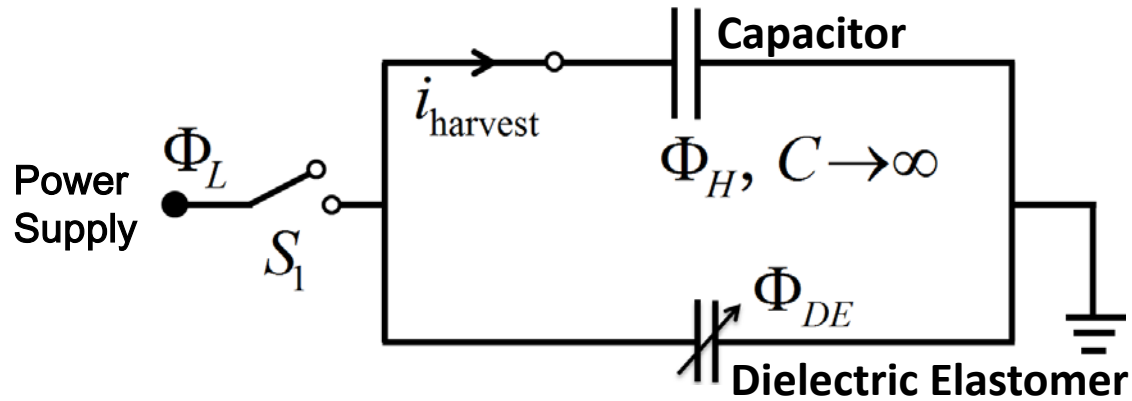 Capacitor
i_harvest
Φ_L
Φ_H, C→∞
Power
Supply
S_1
Φ_DE
Dielectric Elastomer